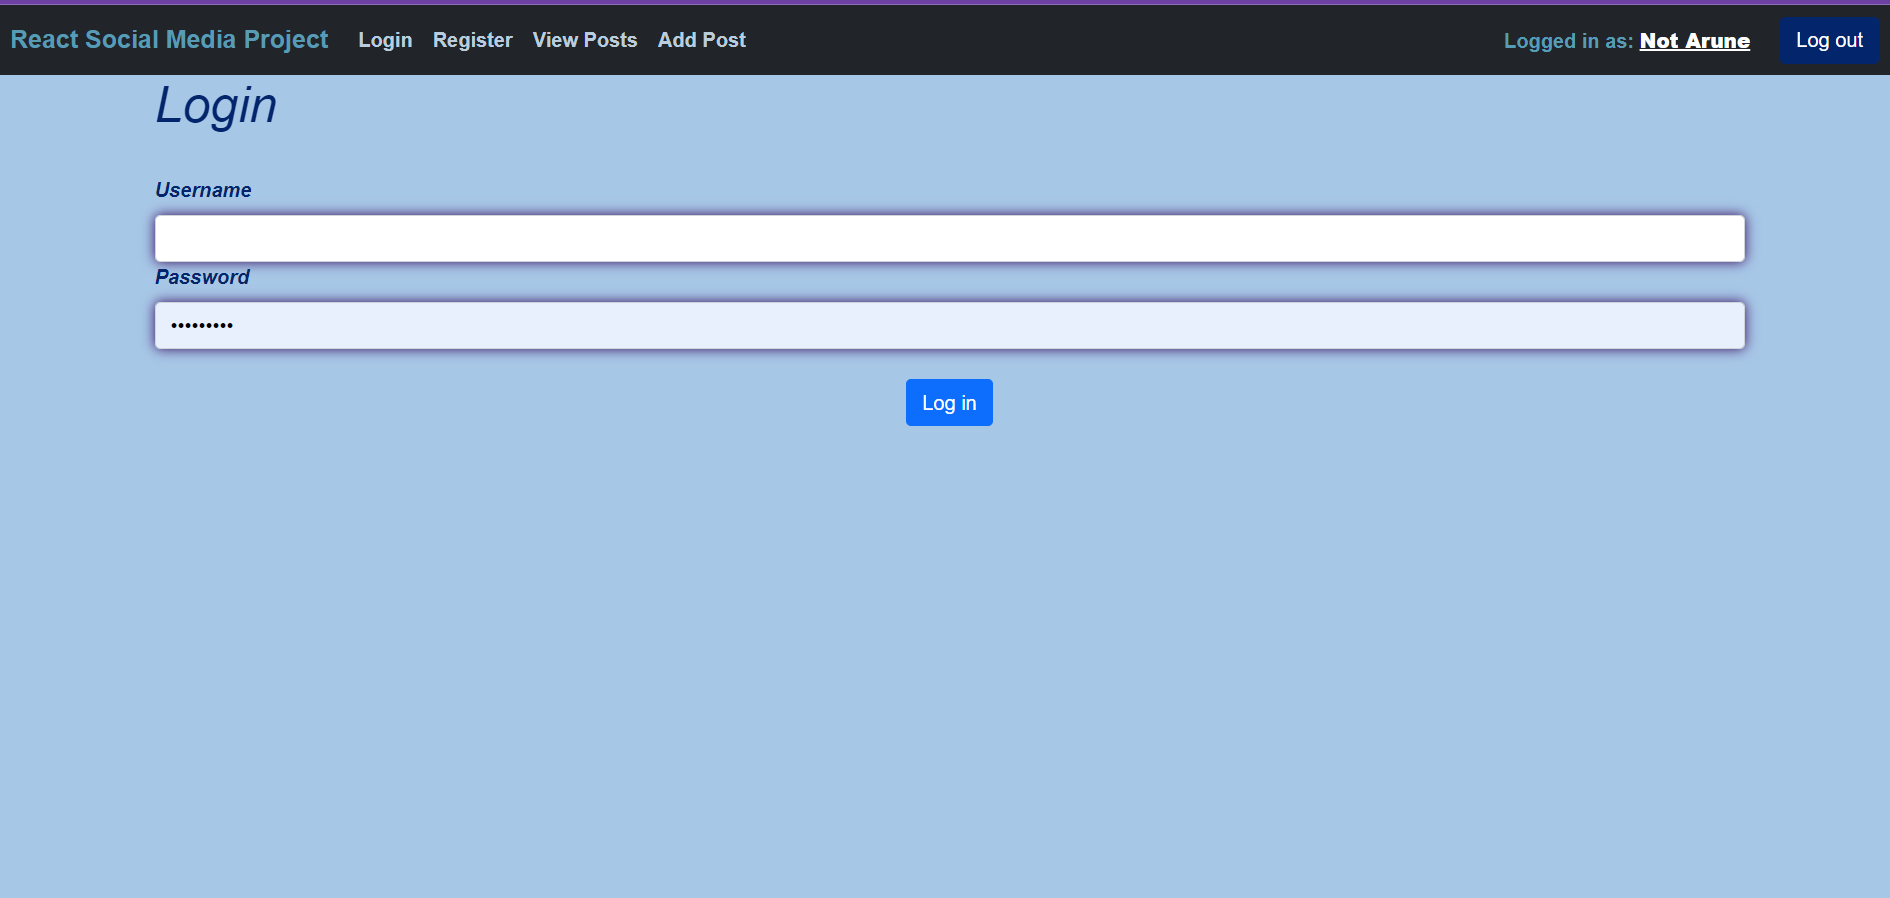 React Social Media Project Login Register View Posts Add Post Logged in as: Not Arune Log out
Login
Username
Password
•••••••••
Log in